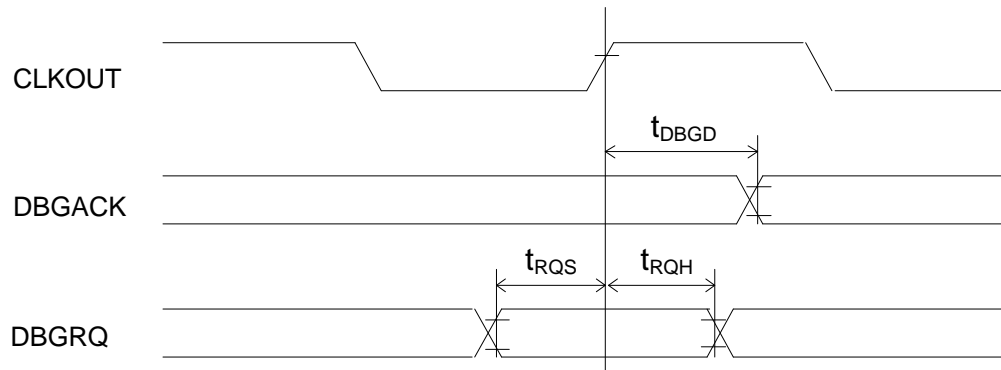 CLKOUT
tDBGD
DBGACK
tRQS tRQH
DBGRQ